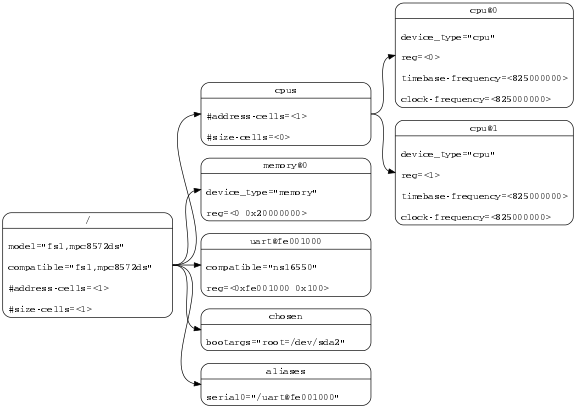 /
model="fsl,mpc8572ds"
compatible="fsl,mpc8572ds"
#address-cells=<1>
#size-cells=<1>
cpus
#address-cells=<1>
#size-cells=<0>
memory@0
device_type="memory"
reg=<0 0x20000000>
uart@fe001000
compatible="ns16550"
reg=<0xfe001000 0x100>
chosen
bootargs="root=/dev/sda2"
aliases
serial0="/uart@fe001000"
cpu@0
device_type="cpu"
reg=<0>
timebase-frequency=<825000000>
clock-frequency=<825000000>
cpu@1
device_type="cpu"
reg=<1>
timebase-frequency=<825000000>
clock-frequency=<825000000>